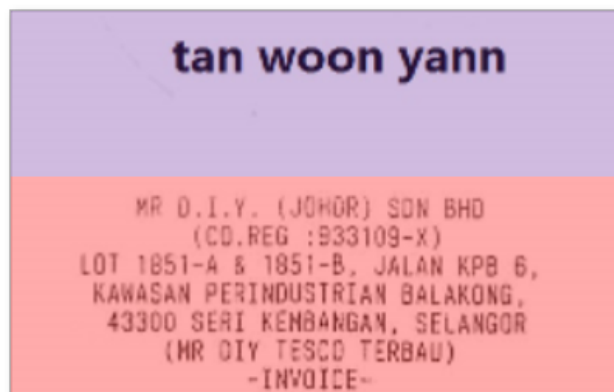 tan woon yann
MR D.I.Y. (JOHOR) SDN BHD
(CO.REG :933109-X)
LOT 1851-A & 1851-B, JALAN KPB 6,
KAWASAN PERINDUSTRIAN BALAKONG,
43300 SERI KEMBANGAN, SELANGOR
(MR DIY TESCO TERBAU)
-INVOICE-